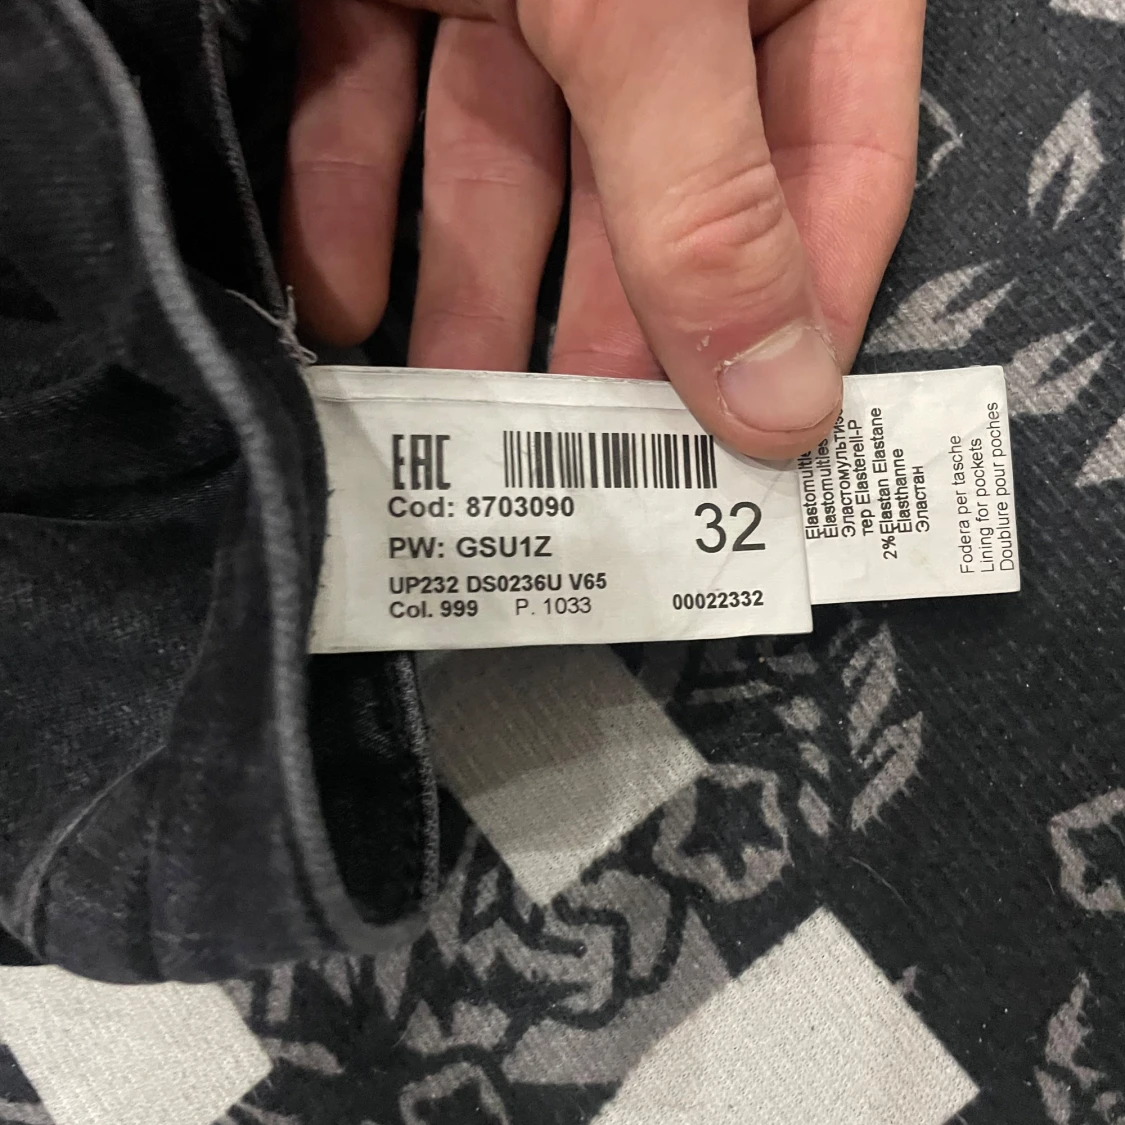 EAC
Cod: 8703090
PW: GSU1Z
32
UP232 DS0236U V65
Col. 999 P. 1033
00022332
Elastomulties
тер Elasterell-P
2%Elastan Elastane
Elasthanne
Эластан
Fodera per tasche
Lining for pockets
Doublure pour poches